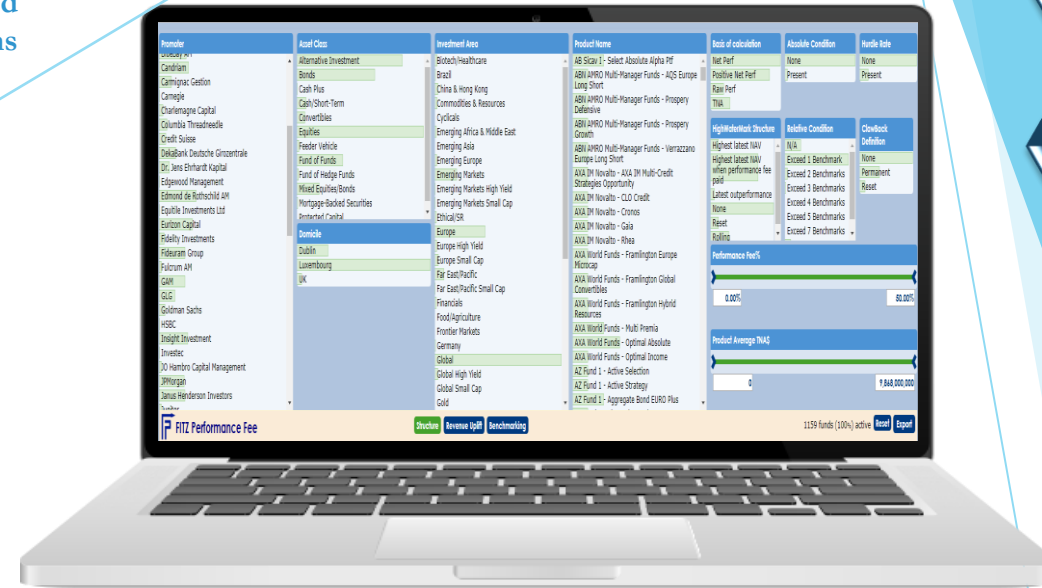 Promoter
Candriam
Carmignac Gestion
Carnegie
Charlemagne Capital
Columbia Threadneedle
Credit Suisse
DekaBank Deutsche Girozentrale
Dr. Jens Ehrhardt Kapital
Edgewood Management
Edmond de Rothschild AM
Equitile Investments Ltd
Eurizon Capital
Fidelity Investments
Fideuram Group
Fulcrum AM
GAM
GLG
Goldman Sachs
HSBC
Insight Investment
Investec
JO Hambro Capital Management
JPMorgan
Janus Henderson Investors
Asset Class
Alternative Investment
Bonds
Cash Plus
Cash/Short-Term
Convertibles
Equities
Feeder Vehicle
Fund of Funds
Fund of Hedge Funds
Mixed Equities/Bonds
Mortgage-Backed Securities
Protected Capital
Domicile
Dublin
Luxembourg
UK
Investment Area
Biotech/Healthcare
Brazil
China & Hong Kong
Commodities & Resources
Cyclicals
Emerging Africa & Middle East
Emerging Asia
Emerging Europe
Emerging Markets
Emerging Markets High Yield
Emerging Markets Small Cap
Ethical/SR
Europe
Europe High Yield
Europe Small Cap
Far East/Pacific
Far East/Pacific Small Cap
Financials
Food/Agriculture
Frontier Markets
Germany
Global
Global High Yield
Global Small Cap
Gold
Product Name
AB Sicav I - Select Absolute Alpha Ptf
ABN AMRO Multi-Manager Funds - AQS Europe
Long Short
ABN AMRO Multi-Manager Funds - Prospery
Defensive
ABN AMRO Multi-Manager Funds - Prospery
Growth
ABN AMRO Multi-Manager Funds - Verrazzano
Europe Long Short
AXA IM Novalto - AXA IM Multi-Credit
Strategies Opportunity
AXA IM Novalto - CLO Credit
AXA IM Novalto - Cronos
AXA IM Novalto - Gaia
AXA IM Novalto - Rhea
AXA World Funds - Framlington Europe
Microcap
AXA World Funds - Framlington Global
Convertibles
AXA World Funds - Framlington Hybrid
Resources
AXA World Funds - Multi Premia
AXA World Funds - Optimal Absolute
AXA World Funds - Optimal Income
AZ Fund 1 - Active Selection
AZ Fund 1 - Active Strategy
AZ Fund 1 - Aggregate Bond EURO Plus
Basis of calculation
Net Perf
Positive Net Perf
Raw Perf
TNA
Absolute Condition
None
Present
Hurdle Rate
None
Present
HighWaterMark Structure
Highest latest NAV
Highest latest NAV
when performance fee
paid
Latest outperformance
None
Reset
Rolling
Relative Condition
N/A
Exceed 1 Benchmark
Exceed 2 Benchmarks
Exceed 3 Benchmarks
Exceed 4 Benchmarks
Exceed 5 Benchmarks
Exceed 7 Benchmarks
ClawBack
Definition
None
Permanent
Reset
Performance Fee%
0.00%
50.00%
Product Average TNA$
0
9,868,000,000
FITZ Performance Fee
Structure
Revenue Uplift
Benchmarking
1159 funds (100%) active
Reset
Export